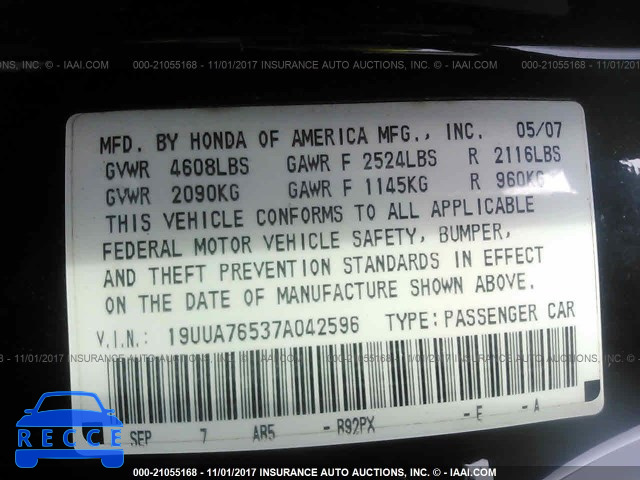 000-21055168 - 11/01/2017 INSURANCE AUTO AUCTIONS, INC. - © IAAI.COM
MFD. BY HONDA OF AMERICA MFG., INC. 05/07
GVWR 4608LBS GAWR F 2524LBS R 2116LBS
GVWR 2090KG GAWR F 1145KG R 960KG
THIS VEHICLE CONFORMS TO ALL APPLICABLE
FEDERAL MOTOR VEHICLE SAFETY, BUMPER,
AND THEFT PREVENTION STANDARDS IN EFFECT
ON THE DATE OF MANUFACTURE SHOWN ABOVE.
V.I.N.: 19UUA76537A042596 TYPE: PASSENGER CAR
SEP 7 AB5 - B92PX - E - A
RECCE
000-21055168 - 11/01/2017 INSURANCE AUTO AUCTIONS, INC. - © IAAI.COM